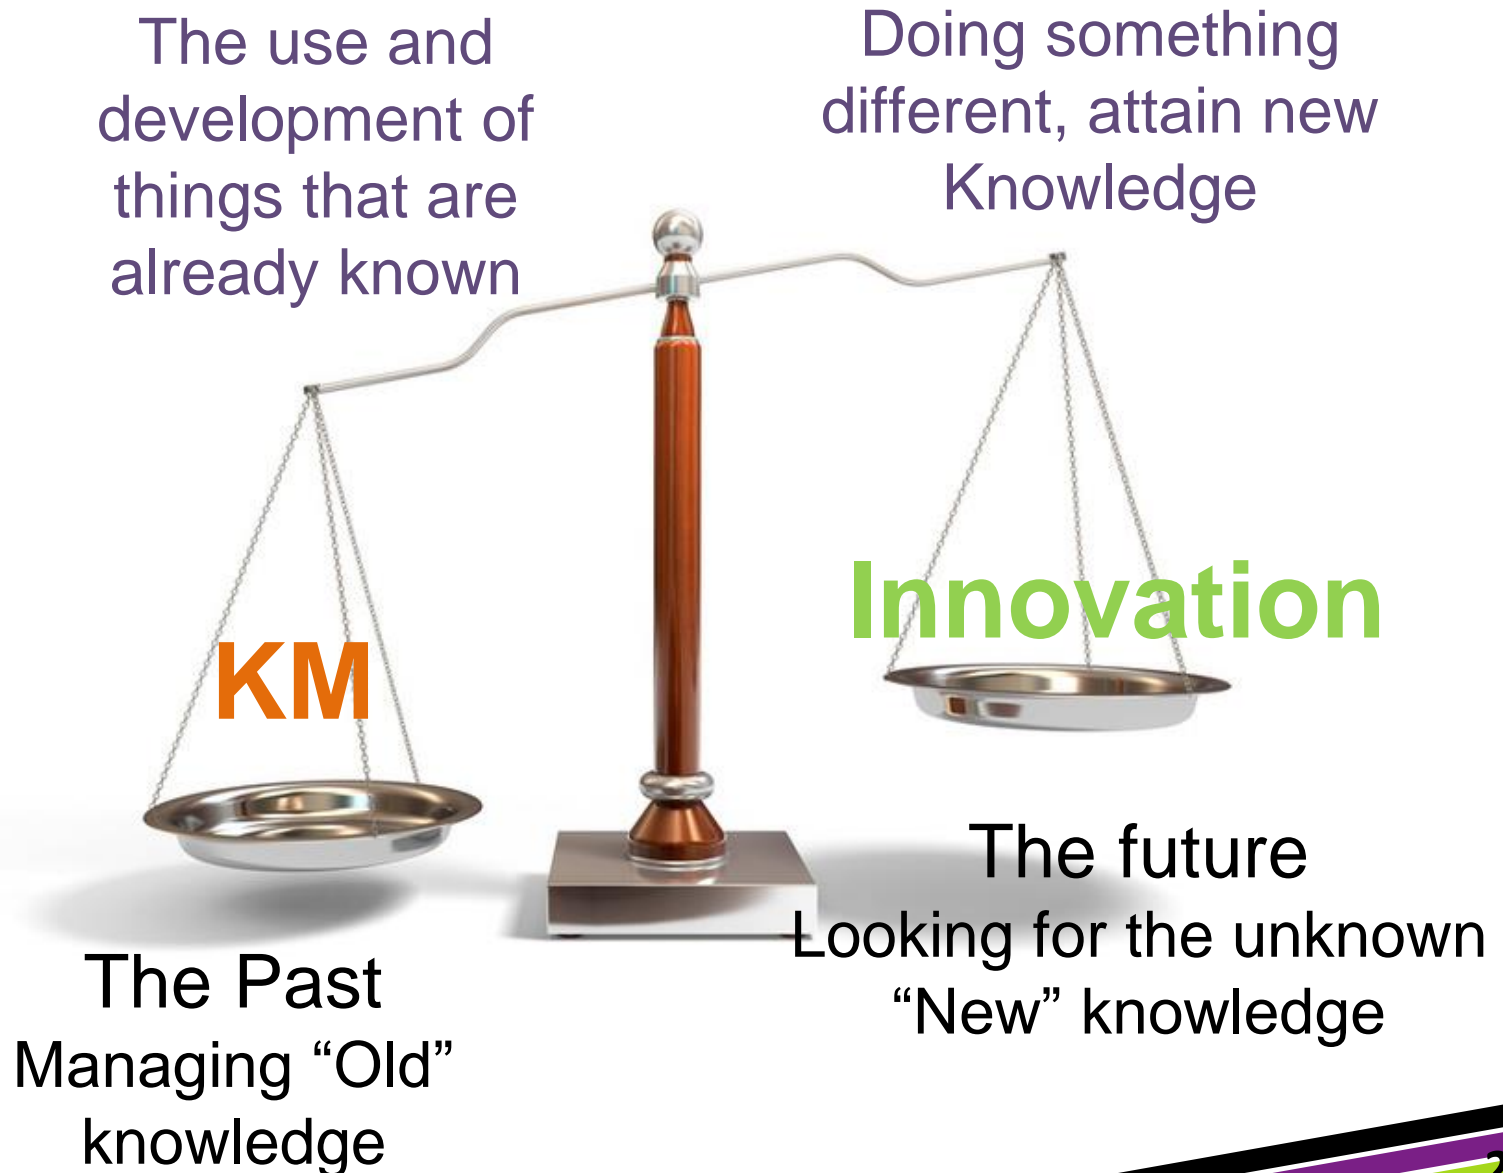 The use and
development of
things that are
already known
Doing something
different, attain new
Knowledge
KM
Innovation
The Past
Managing “Old”
knowledge
The future
Looking for the unknown
“New” knowledge